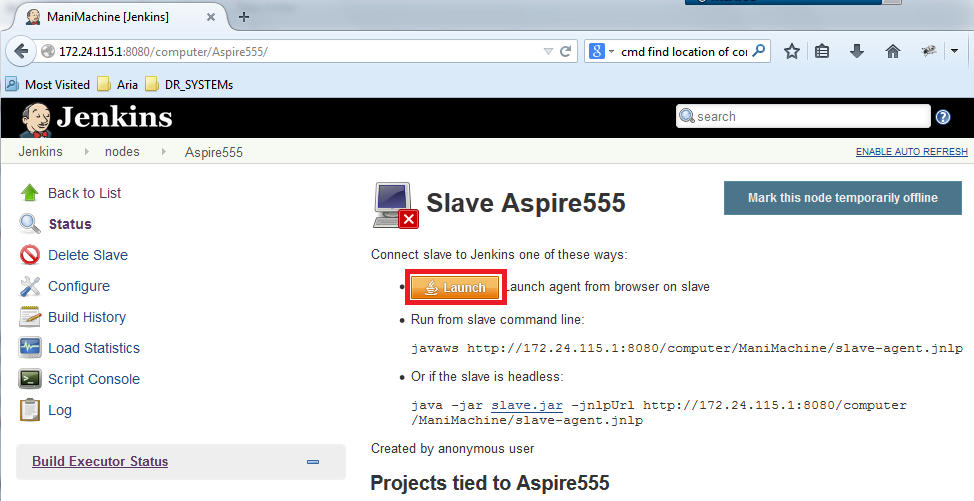 ManiMachine [Jenkins]
172.24.115.1:8080/computer/Aspire555/
cmd find location of coi
Most Visited Aria DR_SYSTEMs
Jenkins
search
Jenkins nodes Aspire555
ENABLE AUTO REFRESH
Back to List
Status
Delete Slave
Configure
Build History
Load Statistics
Script Console
Log
Build Executor Status
Slave Aspire555
Mark this node temporarily offline
Connect slave to Jenkins one of these ways:
Launch Launch agent from browser on slave
Run from slave command line:
javaws http://172.24.115.1:8080/computer/ManiMachine/slave-agent.jnlp
Or if the slave is headless:
java -jar slave.jar -jnlpUrl http://172.24.115.1:8080/computer
/ManiMachine/slave-agent.jnlp
Created by anonymous user
Projects tied to Aspire555